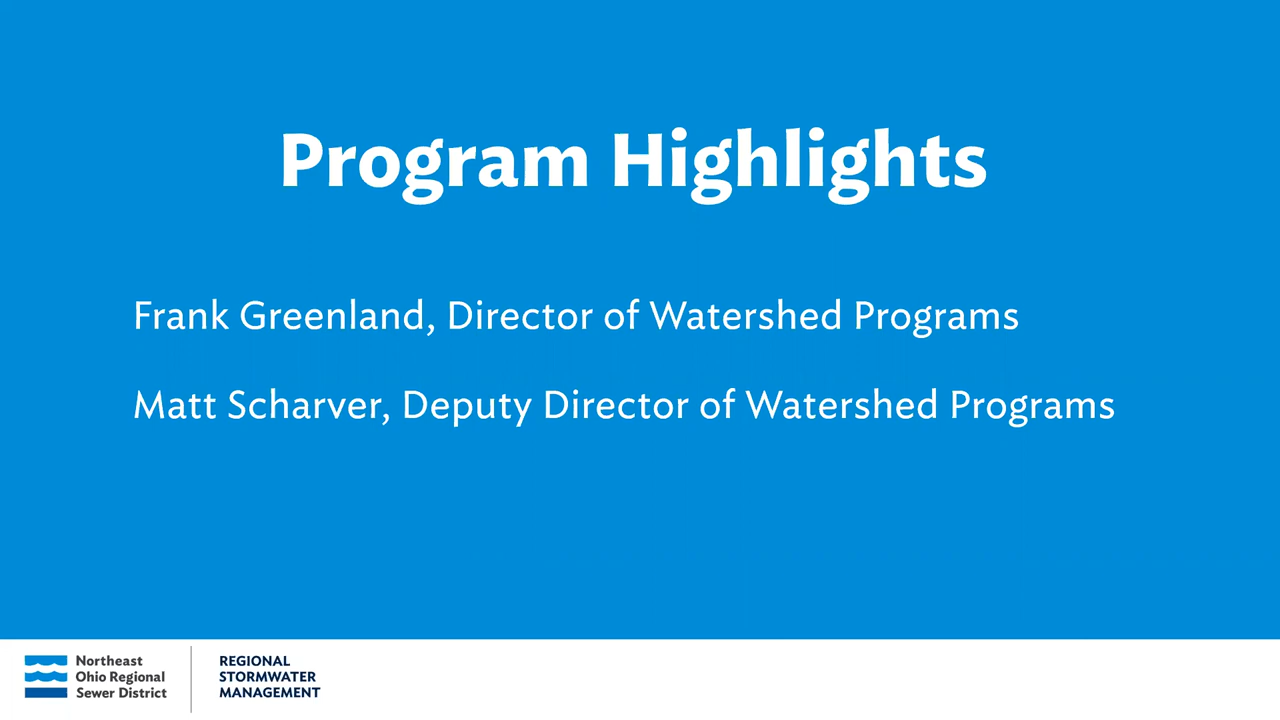 Program Highlights
Frank Greenland, Director of Watershed Programs
Matt Scharver, Deputy Director of Watershed Programs
Northeast
Ohio Regional
Sewer District
REGIONAL
STORMWATER
MANAGEMENT